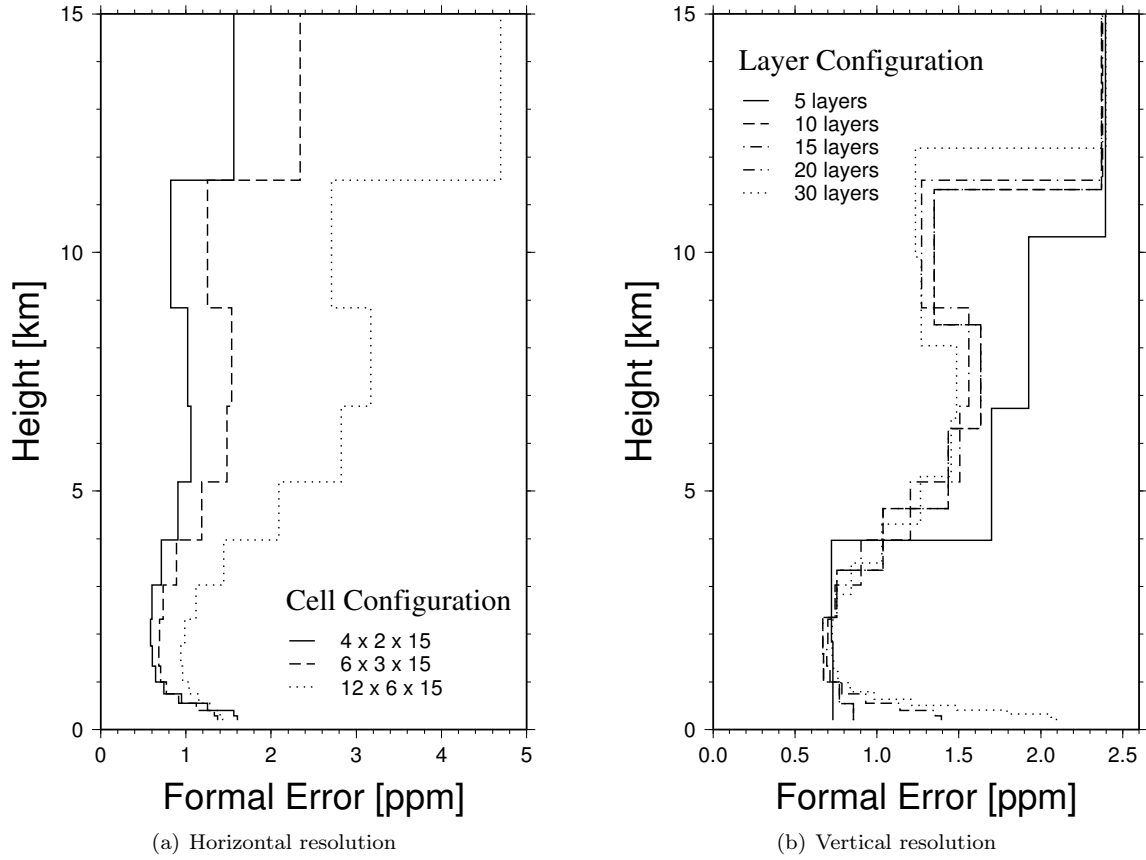 15
10
5
0
Height [km]
Cell Configuration
4 x 2 x 15
6 x 3 x 15
12 x 6 x 15
0 1 2 3 4 5
Formal Error [ppm]
(a) Horizontal resolution
15
10
5
0
Height [km]
Layer Configuration
5 layers
10 layers
15 layers
20 layers
30 layers
0.0 0.5 1.0 1.5 2.0 2.5
Formal Error [ppm]
(b) Vertical resolution